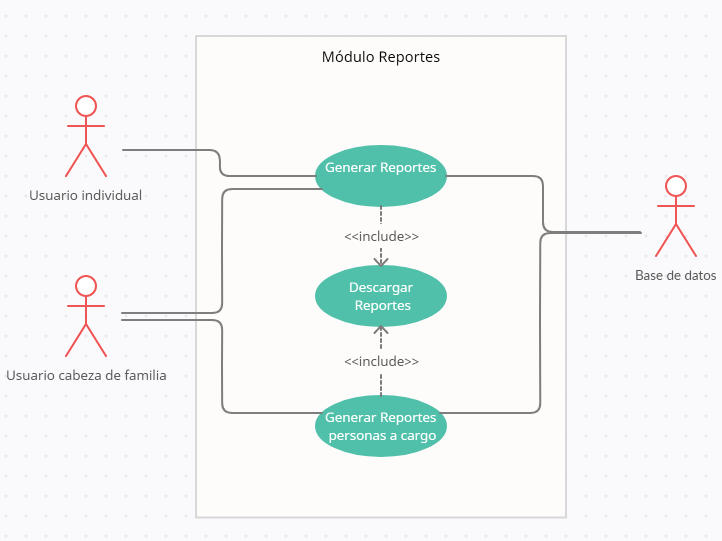 Módulo Reportes
Usuario individual
Generar Reportes
<<include>>
Base de datos
Descargar
Reportes
<<include>>
Usuario cabeza de familia
Generar Reportes
personas a cargo